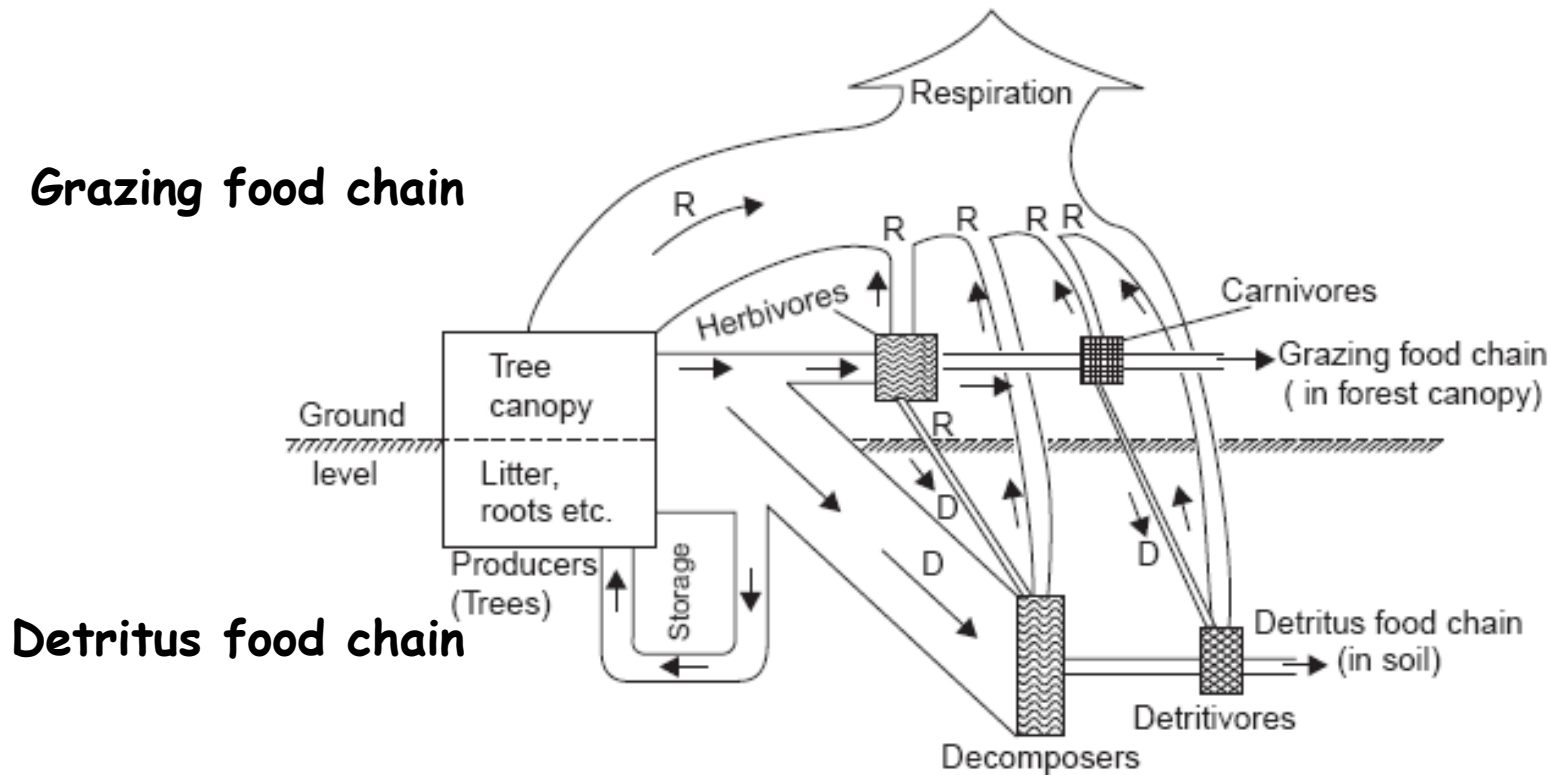 Respiration
Grazing food chain
R
R
R
R
R
Herbivores
Carnivores
Tree
canopy
Grazing food chain
( in forest canopy)
Ground
level
R
Litter,
roots etc.
D
D
D
Producers
(Trees)
Storage
Detritus food chain
Detritus food chain
(in soil)
Detritivores
Decomposers